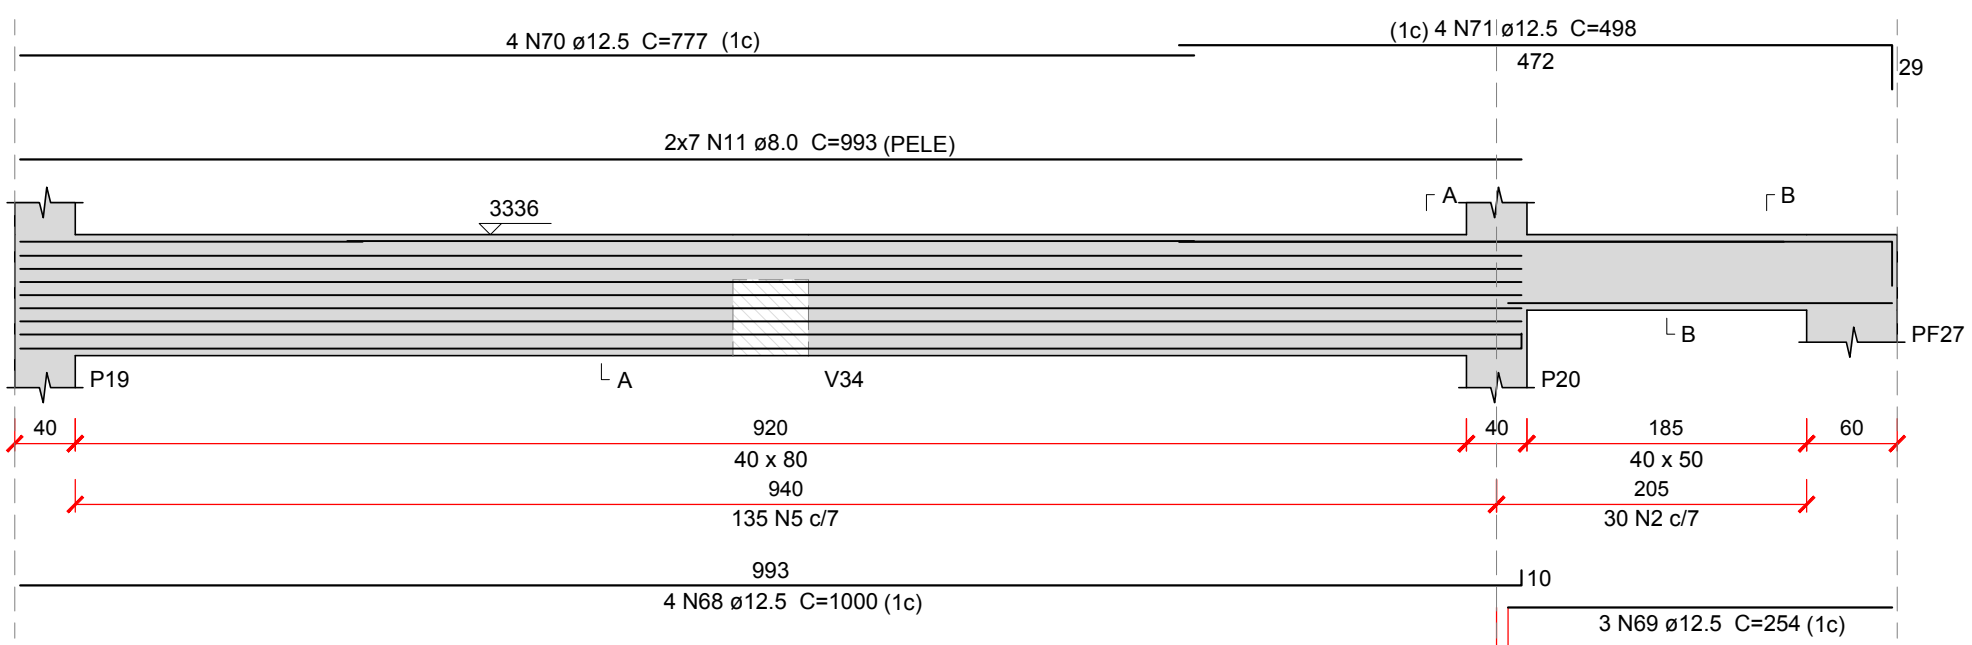 4 N70 ø12.5 C=777 (1c)
(1c) 4 N71 ø12.5 C=498
472
29
2x7 N11 ø8.0 C=993 (PELE)
3336
A
B
P19
A
V34
P20
B
PF27
40
920
40
185
60
40 x 80
40 x 50
940
205
135 N5 c/7
30 N2 c/7
993
10
4 N68 ø12.5 C=1000 (1c)
3 N69 ø12.5 C=254 (1c)